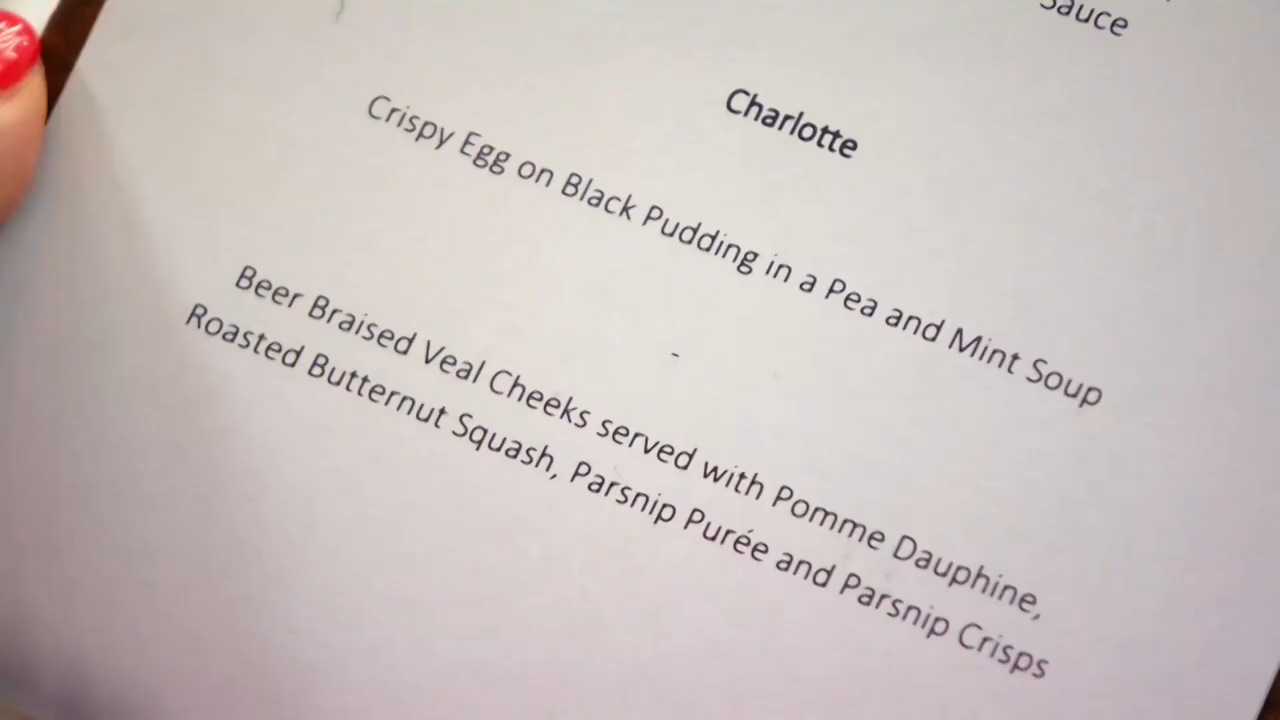 Sauce
Charlotte
Crispy Egg on Black Pudding in a Pea and Mint Soup
-
Beer Braised Veal Cheeks served with Pomme Dauphine,
Roasted Butternut Squash, Parsnip Purée and Parsnip Crisps